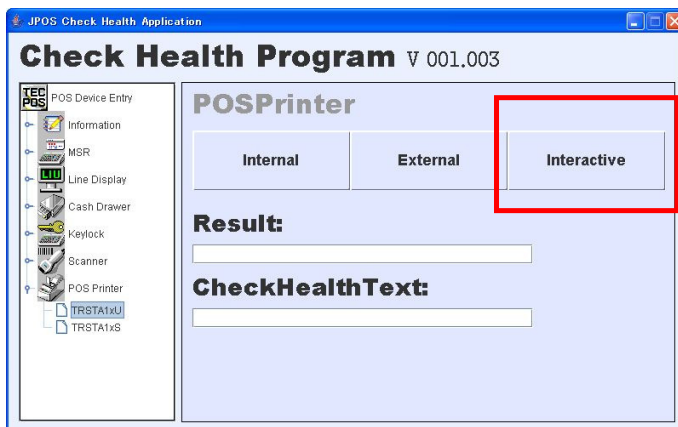 JPOS Check Health Application
Check Health Program V 001.003
TEC
POS
POS Device Entry
Information
MSR
LIU
Line Display
Cash Drawer
Keylock
Scanner
POS Printer
TRSTA1xU
TRSTA1xS
POSPrinter
Internal External Interactive
Result:
CheckHealthText: